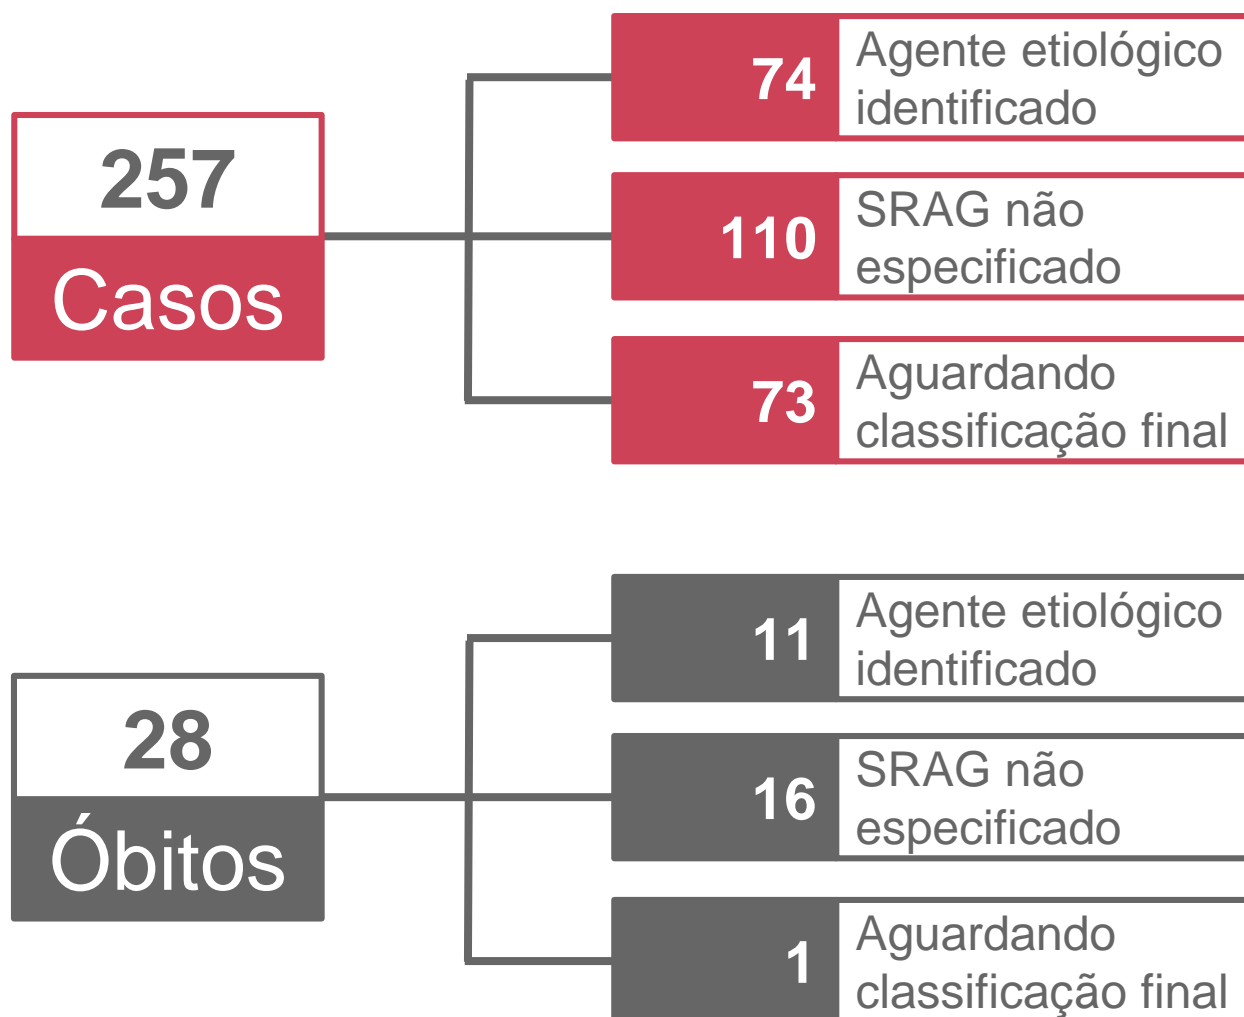 257
Casos
74
Agente etiológico
identificado
110
SRAG não
especificado
73
Aguardando
classificação final
28
Óbitos
11
Agente etiológico
identificado
16
SRAG não
especificado
1
Aguardando
classificação final